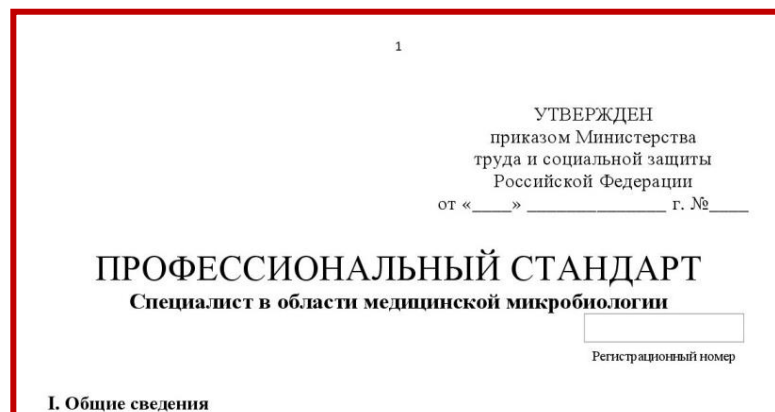 1
УТВЕРЖДЕН
приказом Министерства
труда и социальной защиты
Российской Федерации
от «____» ______________ г. №____
ПРОФЕССИОНАЛЬНЫЙ СТАНДАРТ
Специалист в области медицинской микробиологии
Регистрационный номер
I. Общие сведения